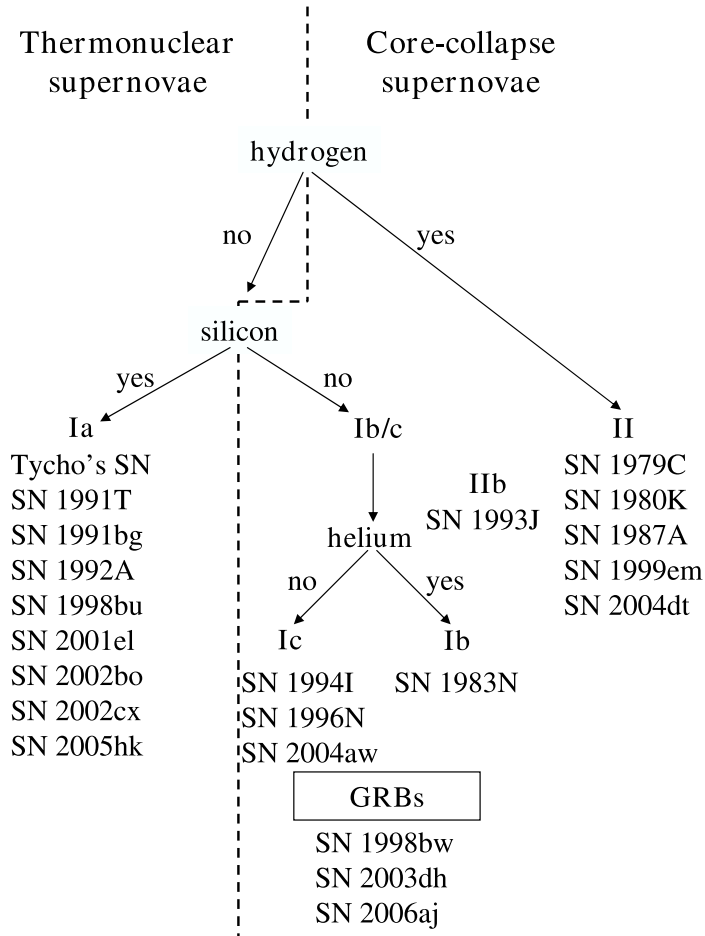 Thermonuclear
supernovae
Core-collapse
supernovae
hydrogen
no
yes
silicon
yes
no
Ia
Tycho's SN
SN 1991T
SN 1991bg
SN 1992A
SN 1998bu
SN 2001el
SN 2002bo
SN 2002cx
SN 2005hk
Ib/c
helium
no
yes
Ic
SN 1994I
SN 1996N
SN 2004aw
Ib
SN 1983N
GRBs
SN 1998bw
SN 2003dh
SN 2006aj
IIb
SN 1993J
II
SN 1979C
SN 1980K
SN 1987A
SN 1999em
SN 2004dt